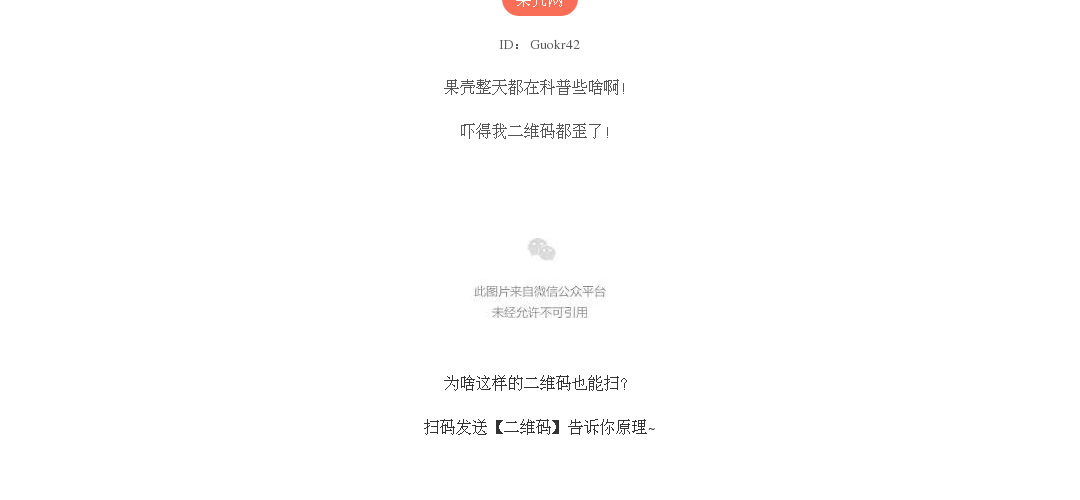 果壳网
ID： Guokr42
果壳整天都在科普些啥啊！
吓得我二维码都歪了！
此图片来自微信公众平台
未经允许不可引用
为啥这样的二维码也能扫？
扫码发送【二维码】告诉你原理~